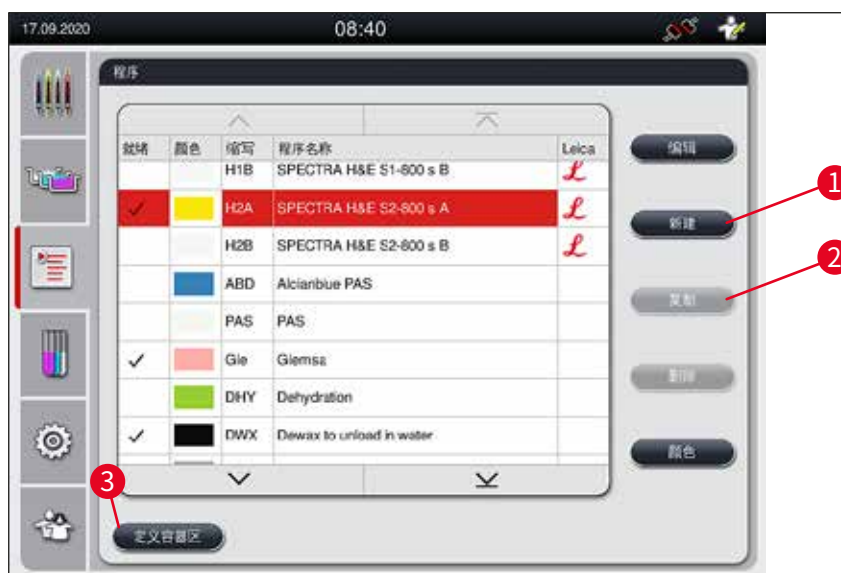 17.09.2020 08:40
程序
就绪 颜色 缩写 程序名称 Leica
编辑
H1B SPECTRA H&E S1-600 s B
H2A SPECTRA H&E S2-600 s A
1
新建
H2B SPECTRA H&E S2-600 s B
2
ABD Alcianblue PAS
复制
PAS PAS
Gie Giemsa
删除
DHY Dehydration
DWX Dewax to unload in water
颜色
3
定义容器区